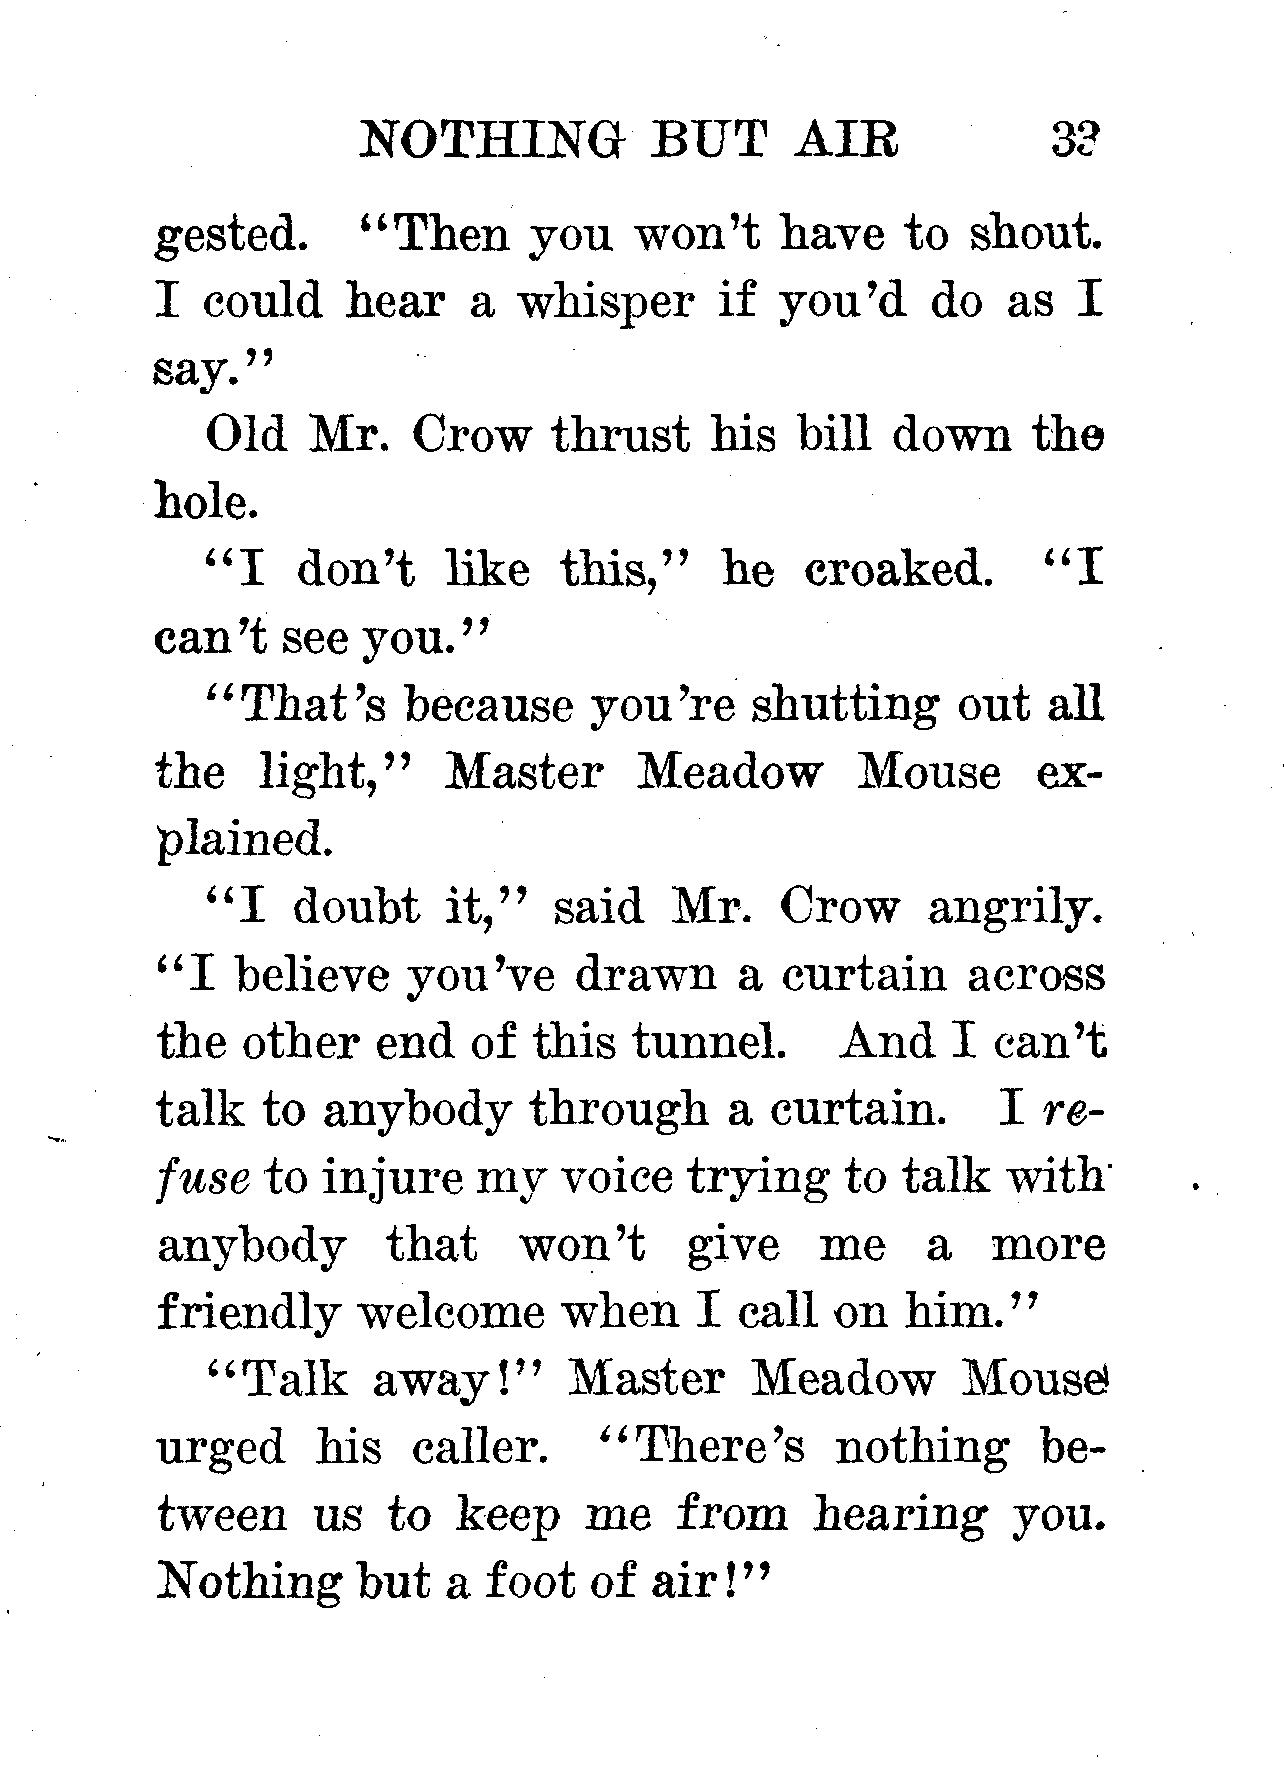 NOTHING BUT AIR 33
gested. "Then you won't have to shout.
I could hear a whisper if you'd do as I
say."
Old Mr. Crow thrust his bill down the
hole.
"I don't like this," he croaked. "I
can't see you."
"That's because you're shutting out all
the light," Master Meadow Mouse ex-
plained.
"I doubt it," said Mr. Crow angrily.
"I believe you've drawn a curtain across
the other end of this tunnel. And I can't
talk to anybody through a curtain. I re-
fuse to injure my voice trying to talk with
anybody that won't give me a more
friendly welcome when I call on him."
"Talk away!" Master Meadow Mouse
urged his caller. "There's nothing be-
tween us to keep me from hearing you.
Nothing but a foot of air!"